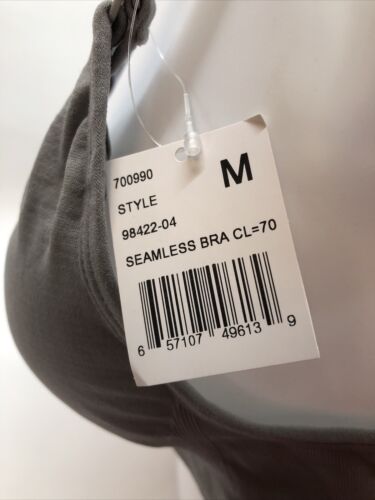 700990
M
STYLE
98422-04
SEAMLESS BRA CL=70
6 57107 49613 9